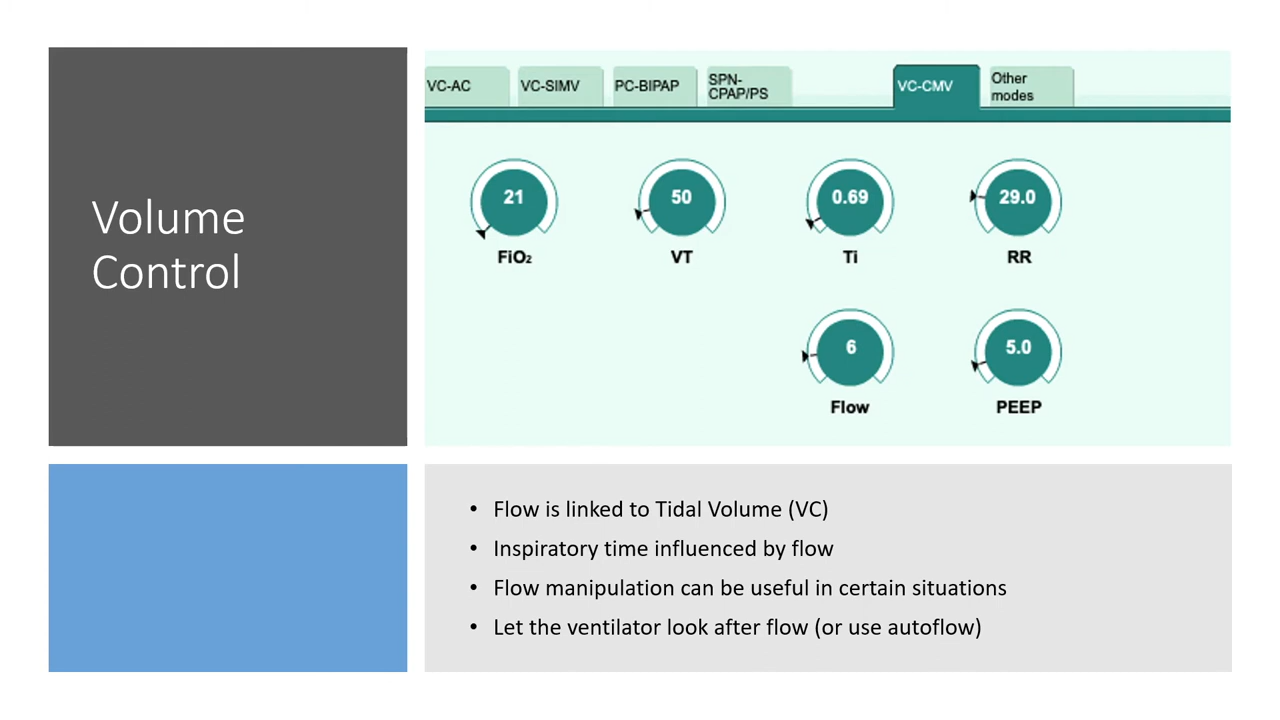 Volume
Control
VC-AC
VC-SIMV
PC-BIPAP
SPN-
CPAP/PS
VC-CMV
Other
modes
21
50
0.69
29.0
FiO₂
VT
Ti
RR
6
5.0
Flow
PEEP
• Flow is linked to Tidal Volume (VC)
• Inspiratory time influenced by flow
• Flow manipulation can be useful in certain situations
• Let the ventilator look after flow (or use autoflow)